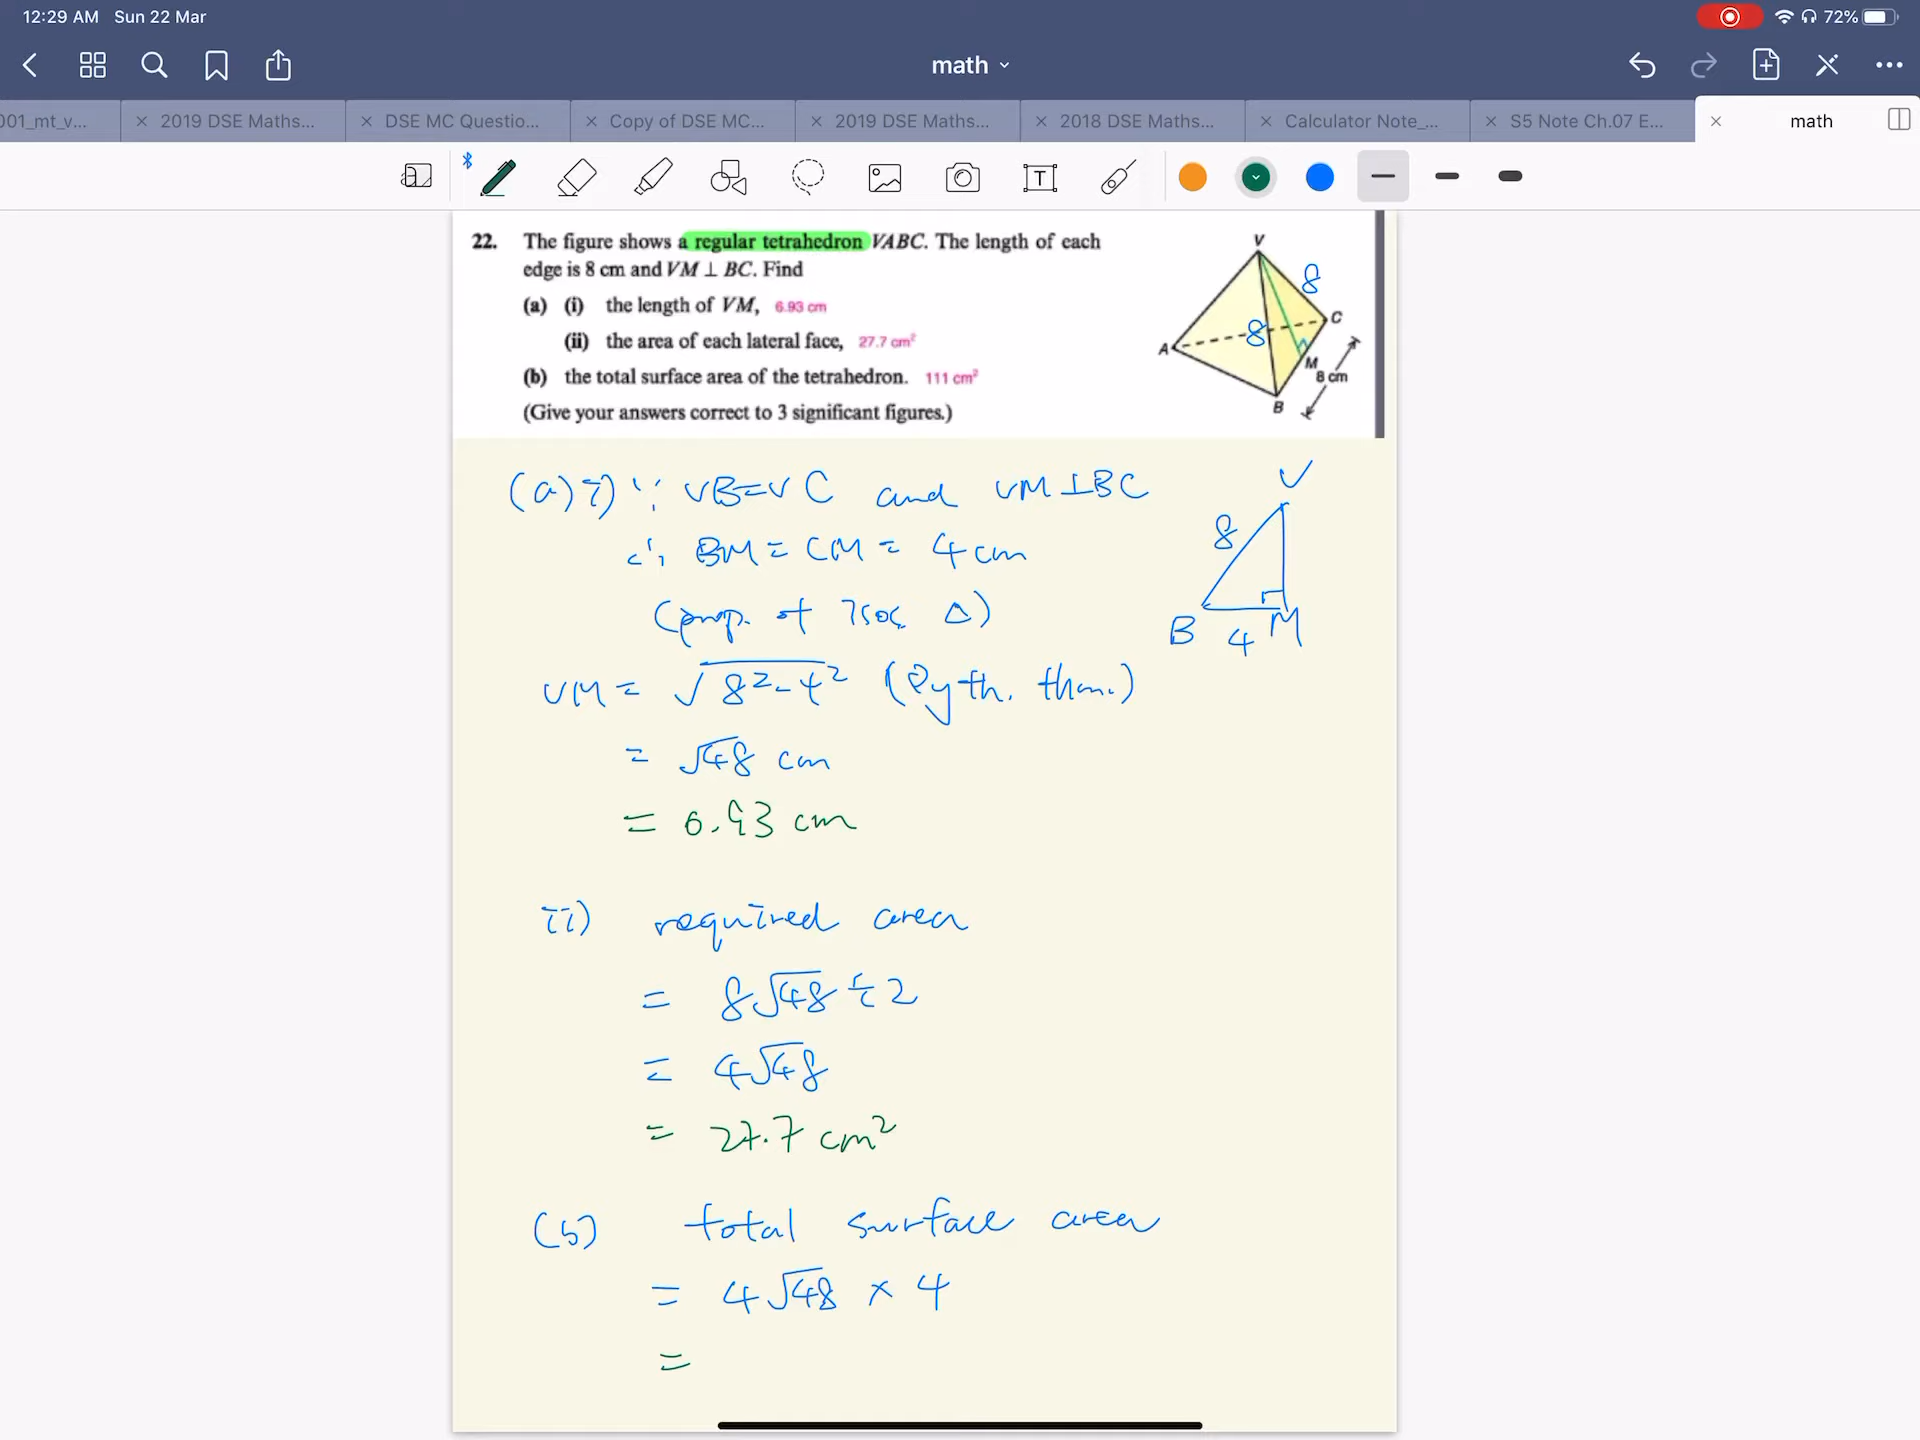 12:29 AM Sun 22 Mar
72%
math
001_mt_v...
2019 DSE Maths...
DSE MC Questio...
Copy of DSE MC...
2019 DSE Maths...
2018 DSE Maths...
Calculator Note_...
S5 Note Ch.07 E...
math
22. The figure shows a regular tetrahedron VABC. The length of each
edge is 8 cm and VM ⊥ BC. Find
(a) (i) the length of VM, 6.93 cm
(ii) the area of each lateral face, 27.7 cm²
(b) the total surface area of the tetrahedron. 111 cm²
(Give your answers correct to 3 significant figures.)
V
8
8
C
A
M
8 cm
B
(a) i) ∵ VB=VC and VM⊥BC
∴ BM = CM = 4 cm
(prop. of isos. Δ)
V
8
B 4 M
VM = √8²-4² (Pyth. thm.)
= √48 cm
= 6.93 cm
ii) required area
= 8√48 ÷ 2
= 4√48
= 27.7 cm²
(b) total surface area
= 4√48 × 4
=